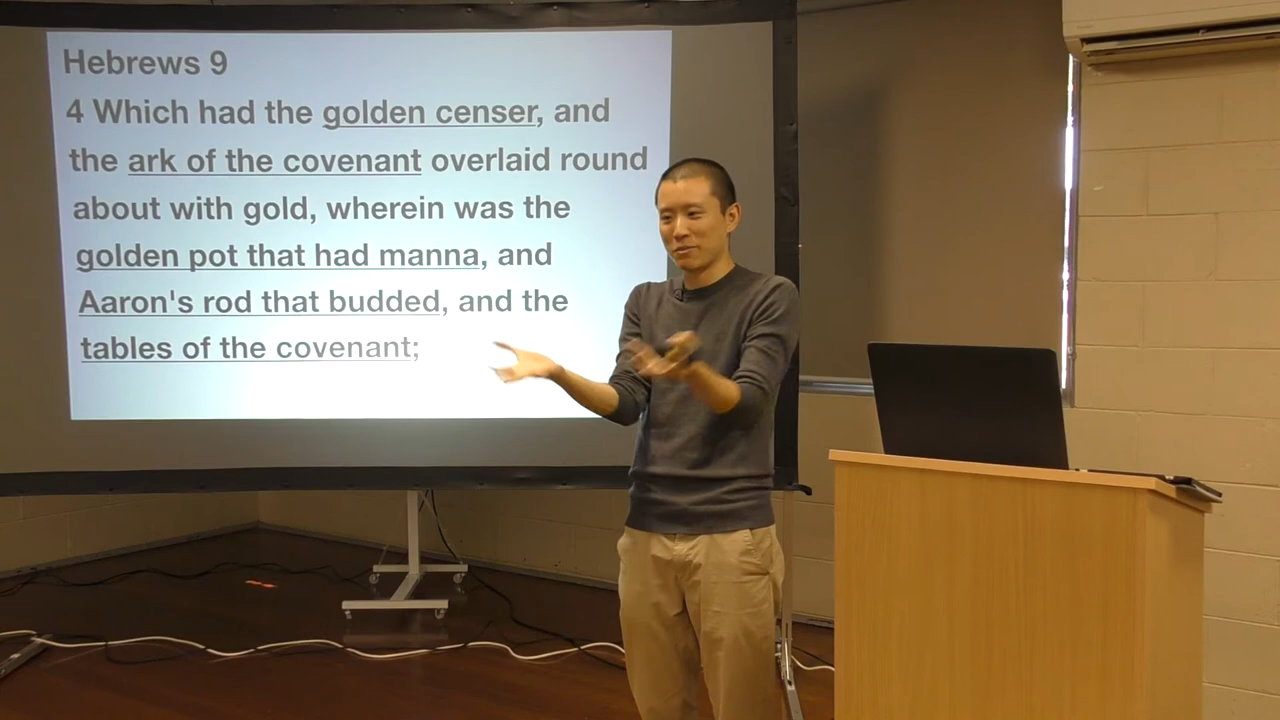 Hebrews 9
4 Which had the golden censer, and
the ark of the covenant overlaid round
about with gold, wherein was the
golden pot that had manna, and
Aaron's rod that budded, and the
tables of the covenant;